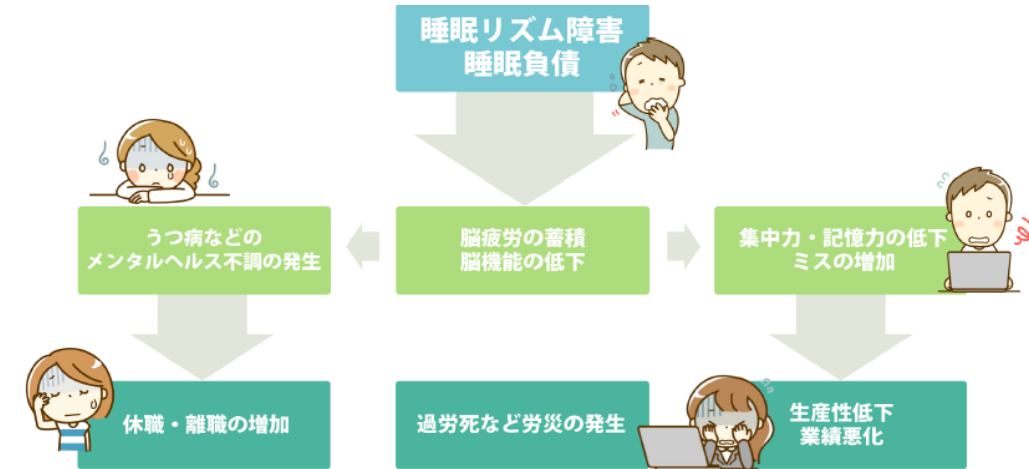 睡眠リズム障害
睡眠負債
うつ病などの
メンタルヘルス不調の発生
脳疲労の蓄積
脳機能の低下
集中力・記憶力の低下
ミスの増加
休職・離職の増加
過労死など労災の発生
生産性低下
業績悪化